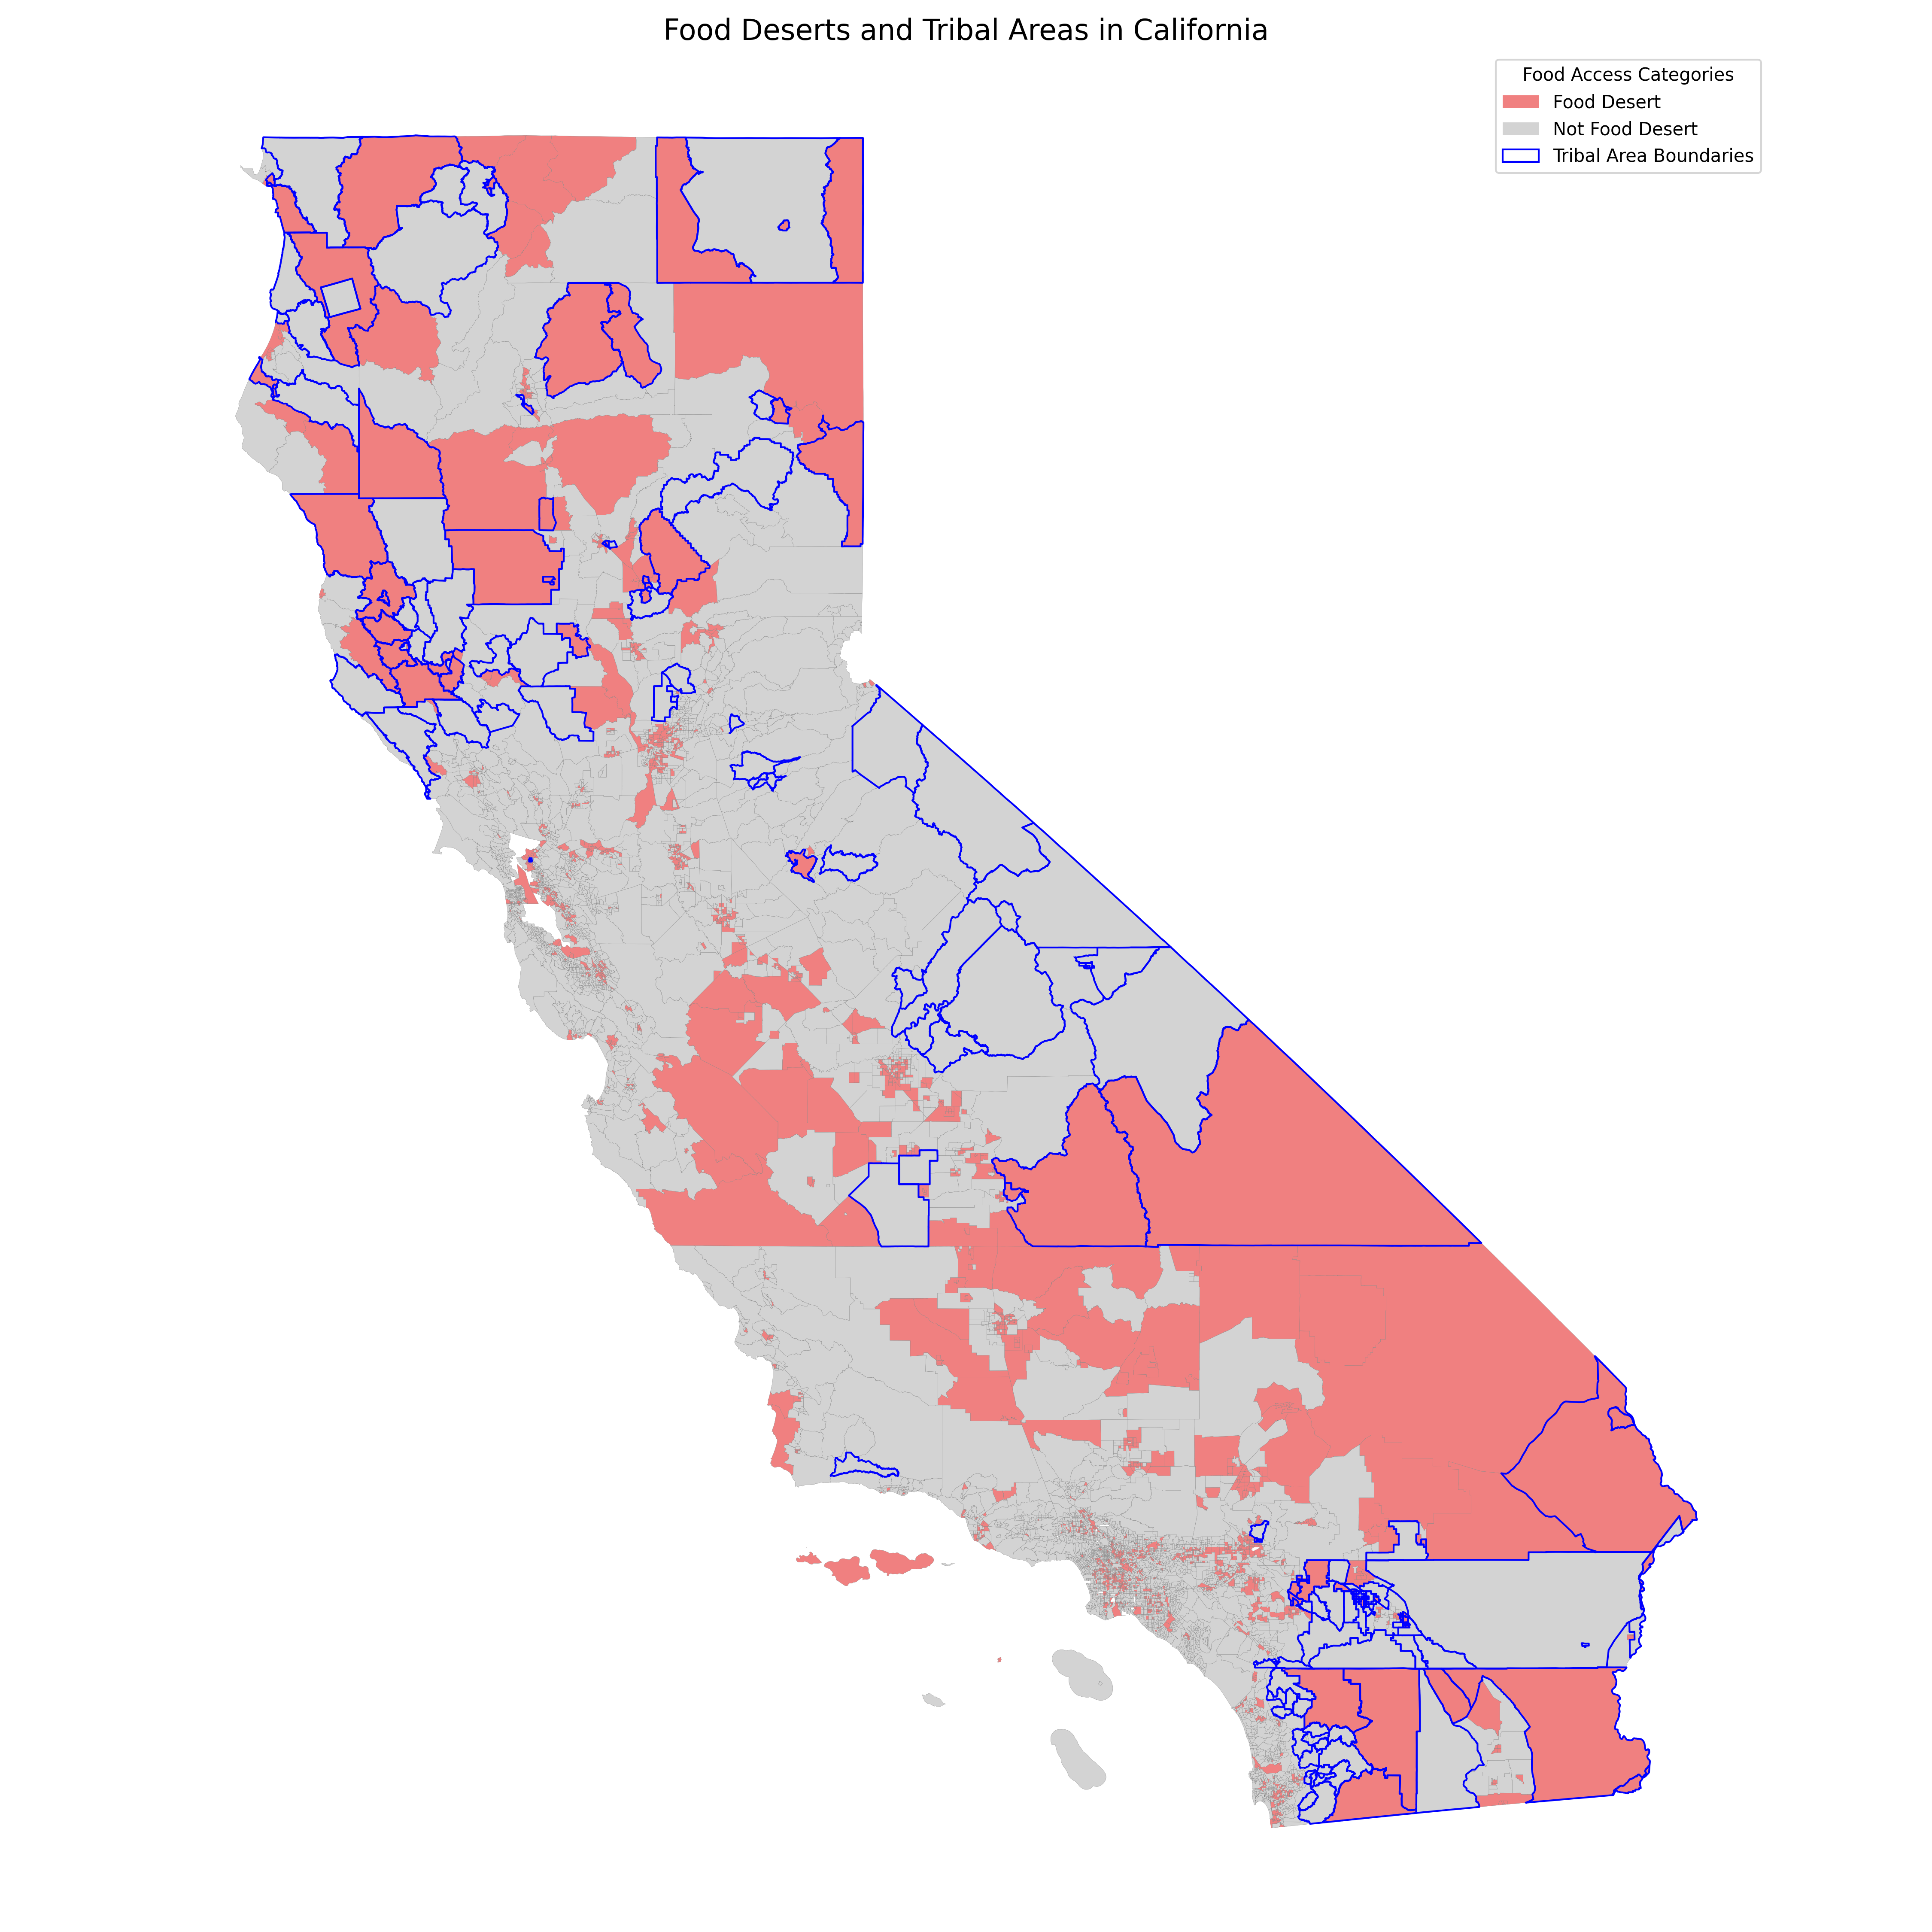 Food Deserts and Tribal Areas in California
Food Access Categories
Food Desert
Not Food Desert
Tribal Area Boundaries